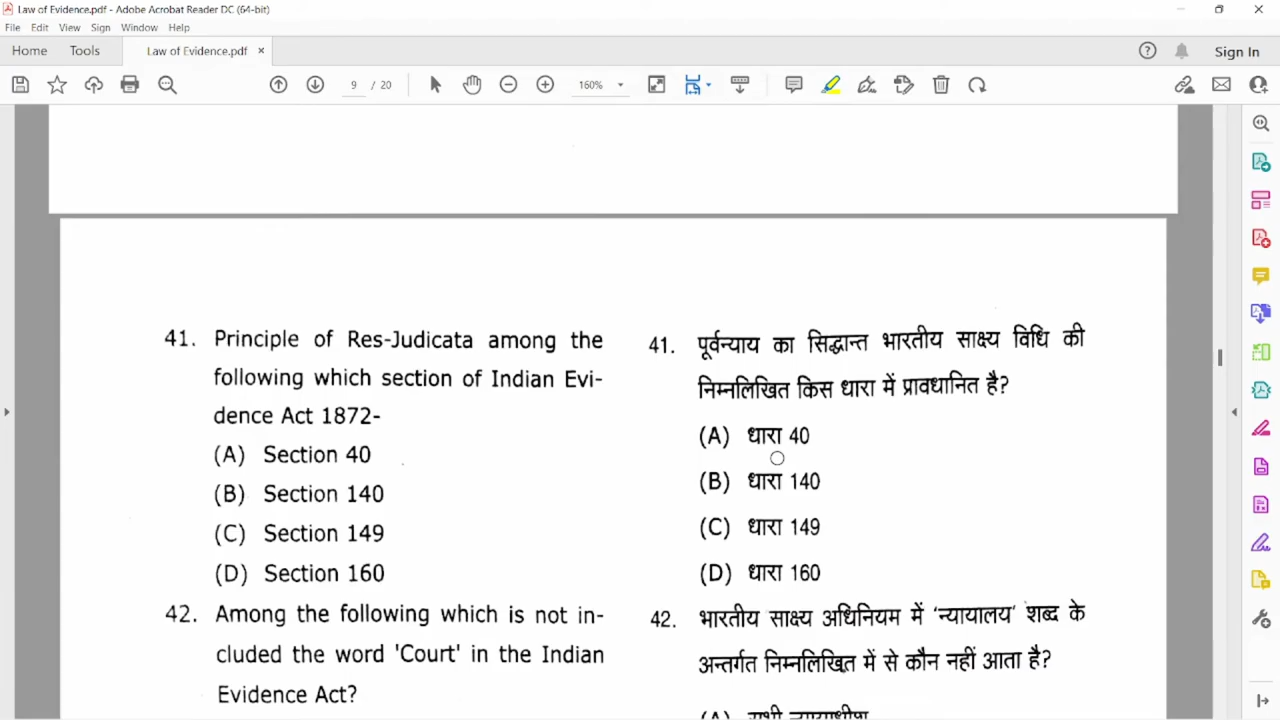 Law of Evidence.pdf - Adobe Acrobat Reader DC (64-bit)
File Edit View Sign Window Help
Home Tools Law of Evidence.pdf × Sign In
9 / 20 160%
41. Principle of Res-Judicata among the
following which section of Indian Evi-
dence Act 1872-
(A) Section 40
(B) Section 140
(C) Section 149
(D) Section 160
42. Among the following which is not in-
cluded the word 'Court' in the Indian
Evidence Act?
41. पूर्वन्याय का सिद्धान्त भारतीय साक्ष्य विधि की
निम्नलिखित किस धारा में प्रावधानित है?
(A) धारा 40
(B) धारा 140
(C) धारा 149
(D) धारा 160
42. भारतीय साक्ष्य अधिनियम में 'न्यायालय' शब्द के
अन्तर्गत निम्नलिखित में से कौन नहीं आता है?
(A) सभी न्यायाधीश